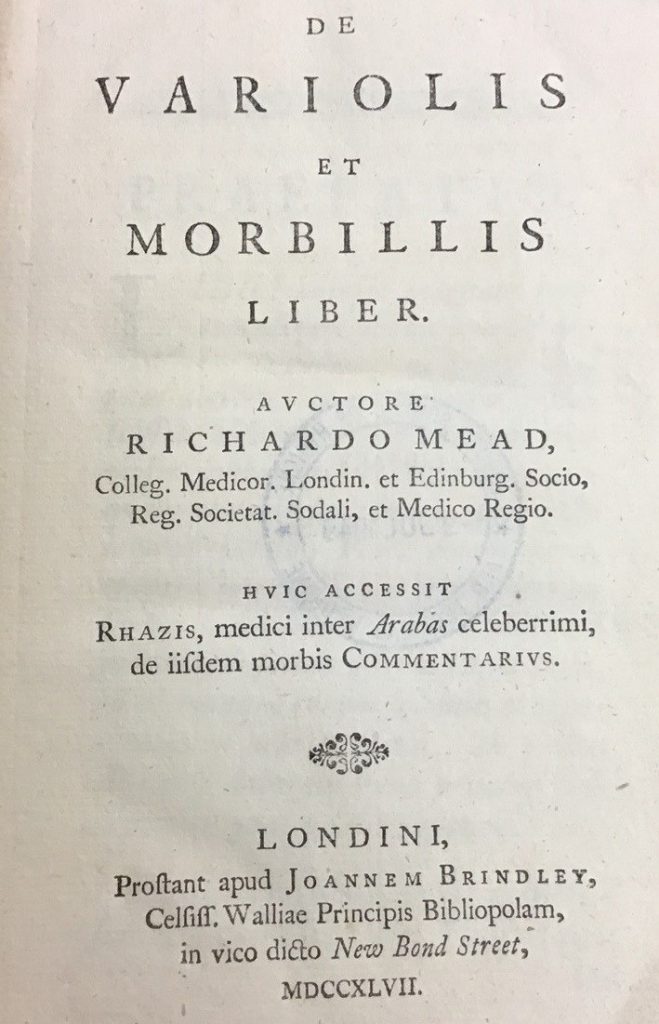 DE
VARIOLIS
ET
MORBILLIS
LIBER.
AVCTORE
RICHARDO MEAD,
Colleg. Medicor. Londin. et Edinburg. Socio,
Reg. Societat. Sodali, et Medico Regio.
HVIC ACCESSIT
RHAZIS, medici inter Arabas celeberrimi,
de iiſdem morbis COMMENTARIVS.
LONDINI,
Proſtant apud JOANNEM BRINDLEY,
Celſiſſ. Walliae Principis Bibliopolam,
in vico dicto New Bond Street,
MDCCXLVII.